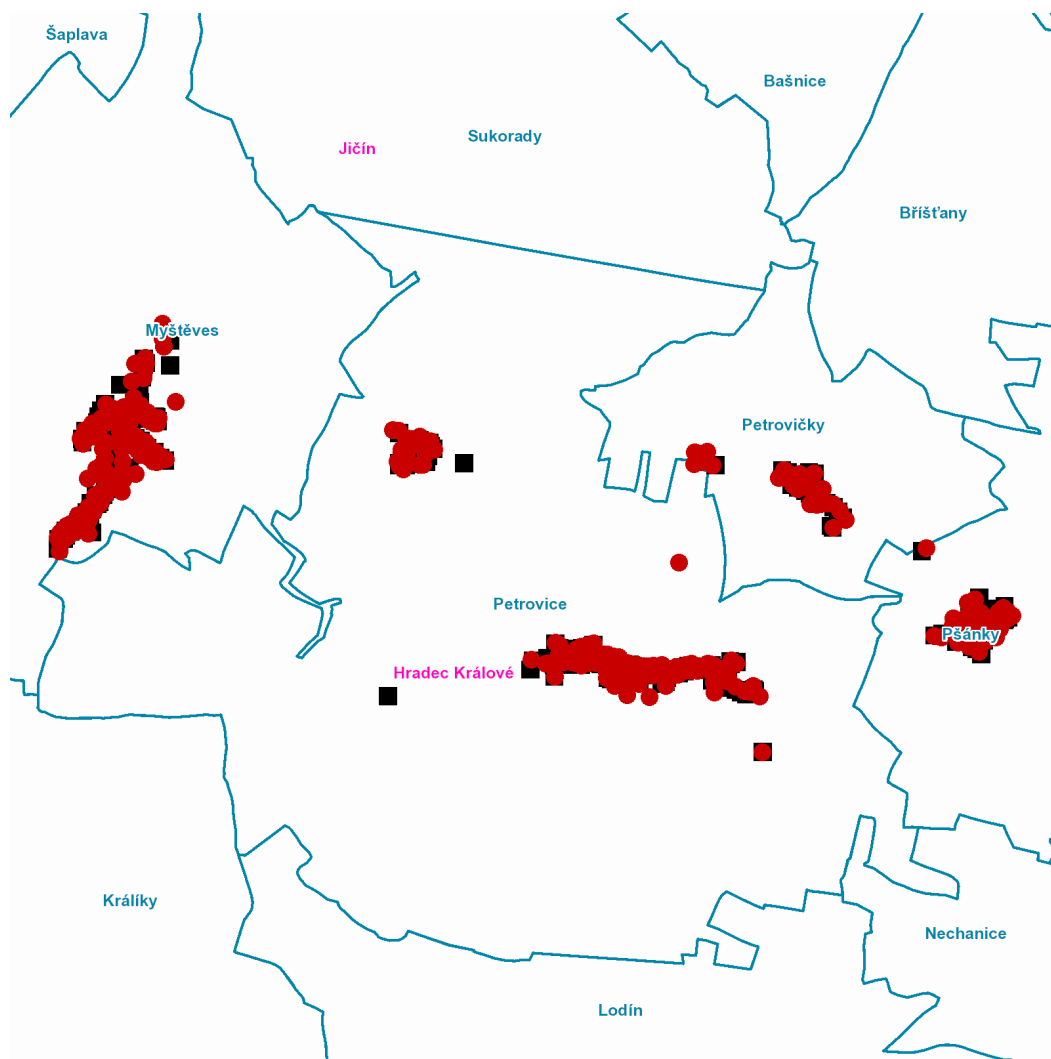 Šaplava
Bašnice
Sukorady
Jičín
Bříšťany
Myštěves
Petrovičky
Petrovice
Pšánky
Hradec Králové
Králíky
Nechanice
Lodín